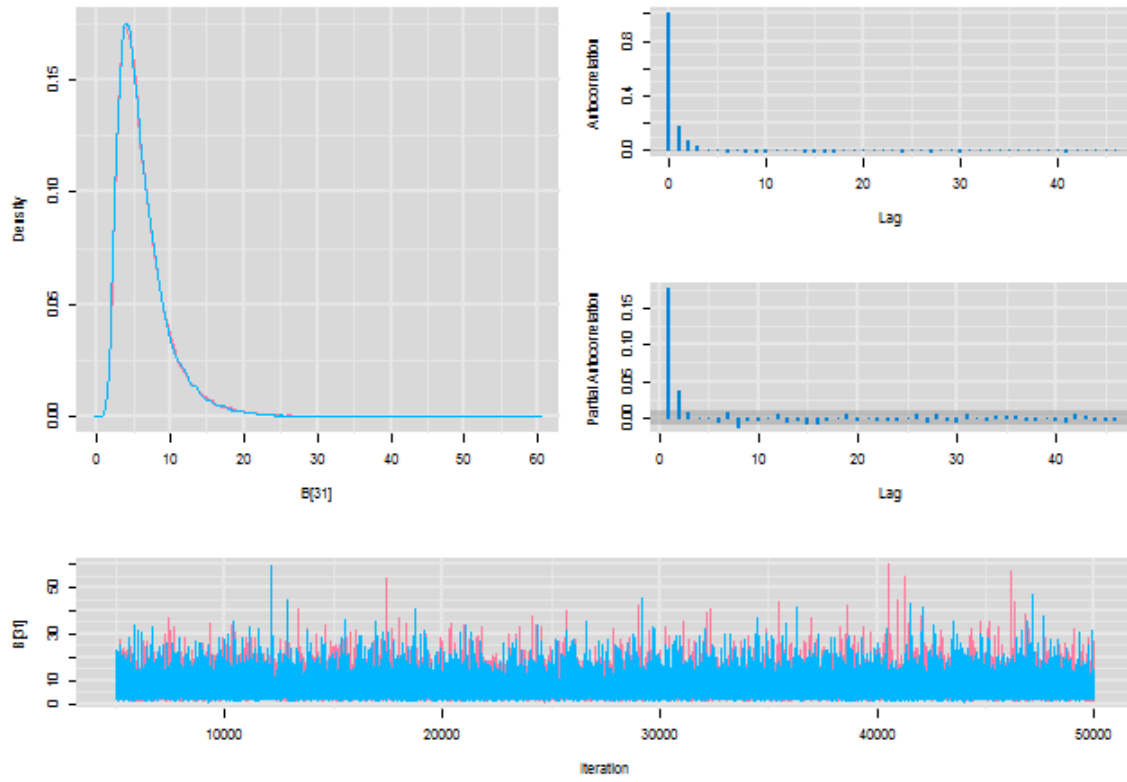 0.15
0.10
0.05
0.00
Density
0 10 20 30 40 50 60
B[31]
0.8
0.4
0.0
Autocorrelation
0 10 20 30 40
Lag
0.15
0.10
0.05
0.00
Partial Autocorrelation
0 10 20 30 40
Lag
50
30
10
0
B[31]
10000 20000 30000 40000 50000
Iteration